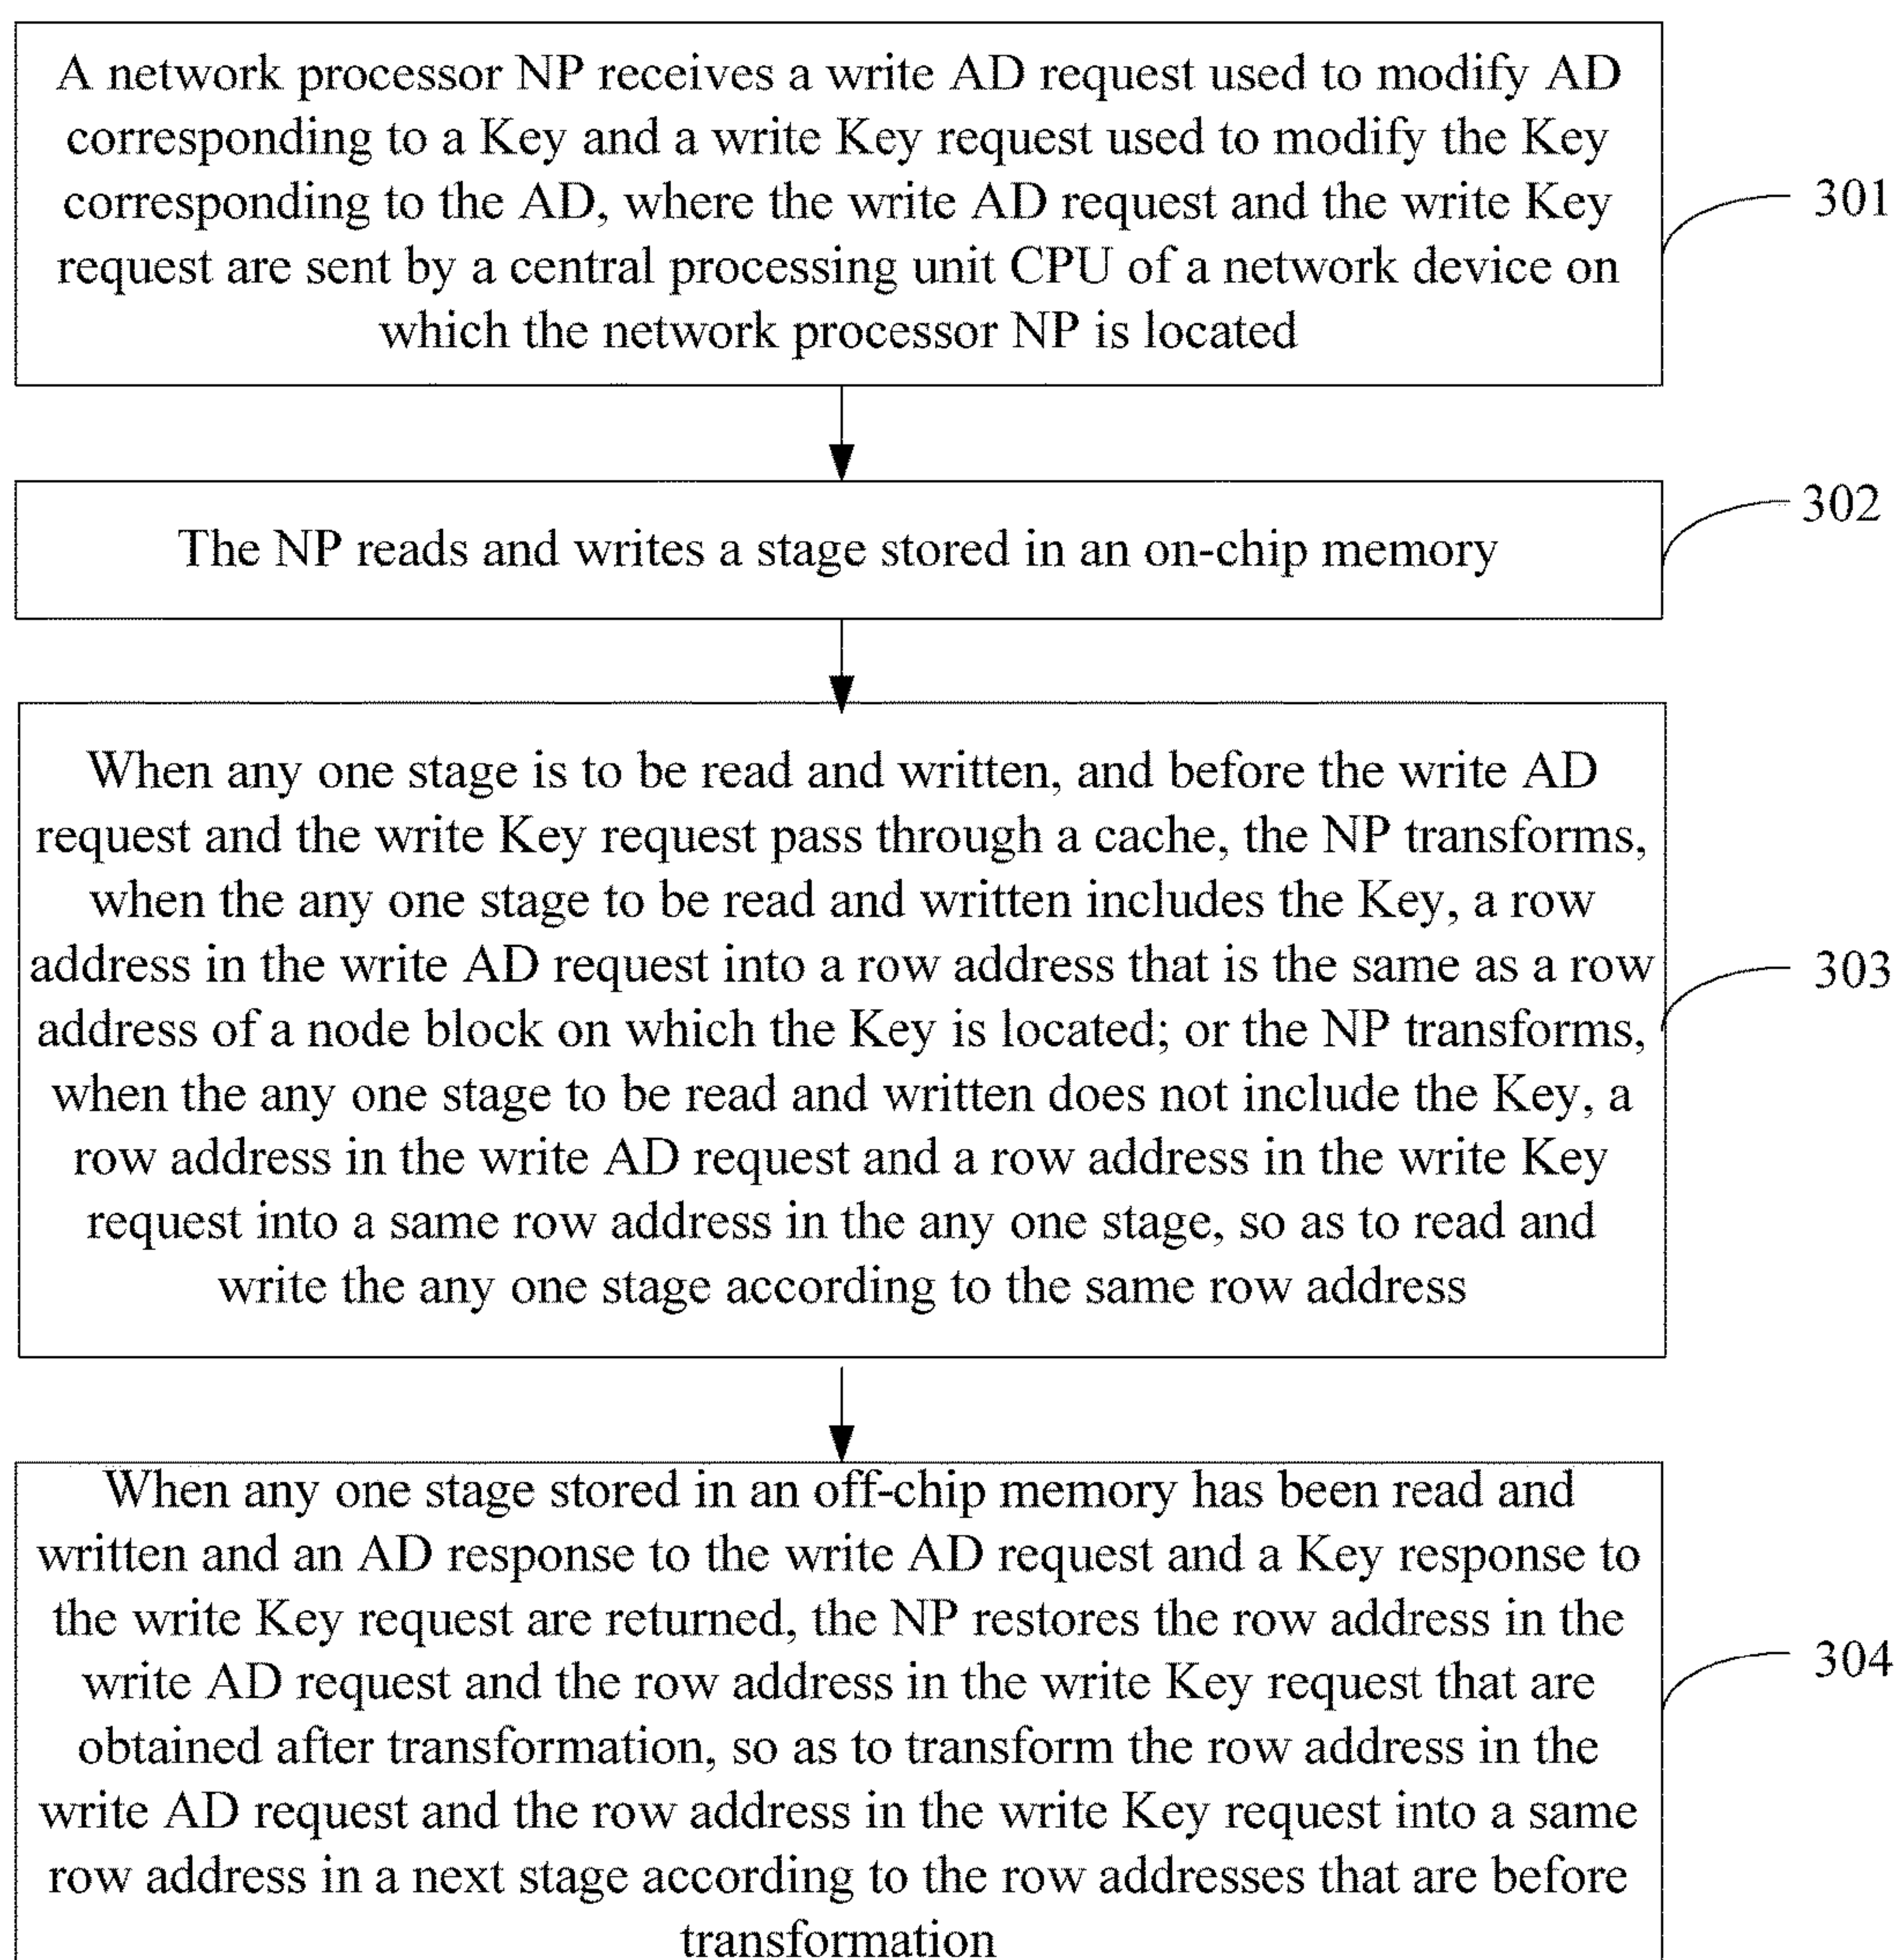 A network processor NP receives a write AD request used to modify AD
corresponding to a Key and a write Key request used to modify the Key
corresponding to the AD, where the write AD request and the write Key
request are sent by a central processing unit CPU of a network device on
which the network processor NP is located
301
The NP reads and writes a stage stored in an on-chip memory
302
When any one stage is to be read and written, and before the write AD
request and the write Key request pass through a cache, the NP transforms,
when the any one stage to be read and written includes the Key, a row
address in the write AD request into a row address that is the same as a row
address of a node block on which the Key is located; or the NP transforms,
when the any one stage to be read and written does not include the Key, a
row address in the write AD request and a row address in the write Key
request into a same row address in the any one stage, so as to read and
write the any one stage according to the same row address
303
When any one stage stored in an off-chip memory has been read and
written and an AD response to the write AD request and a Key response to
the write Key request are returned, the NP restores the row address in the
write AD request and the row address in the write Key request that are
obtained after transformation, so as to transform the row address in the
write AD request and the row address in the write Key request into a same
row address in a next stage according to the row addresses that are before
transformation
304